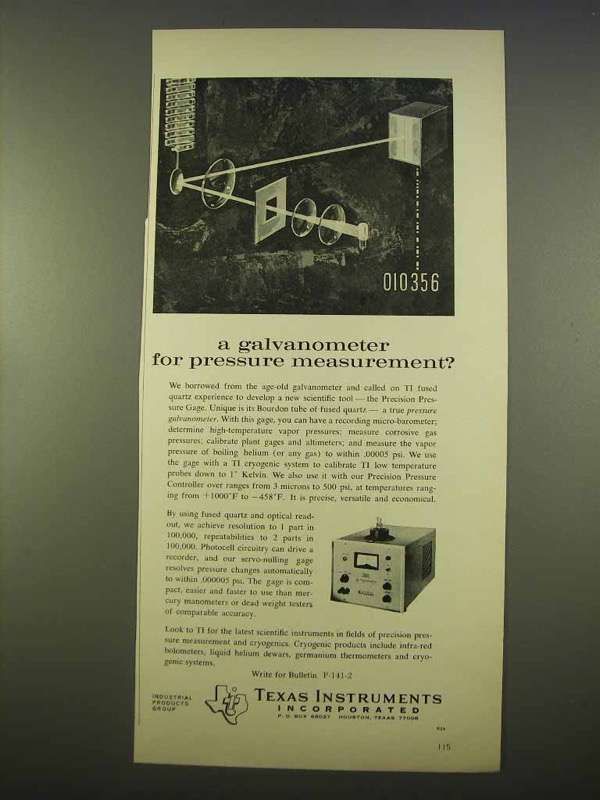 010356
a galvanometer
for pressure measurement?
We borrowed from the age-old galvanometer and called on TI fused
quartz experience to develop a new scientific tool — the Precision Pres-
sure Gage. Unique is its Bourdon tube of fused quartz — a true pressure
galvanometer. With this gage, you can have a recording micro-barometer;
determine high-temperature vapor pressures; measure corrosive gas
pressures; calibrate plant gages and altimeters; and measure the vapor
pressure of boiling helium (or any gas) to within .00005 psi. We use
the gage with a TI cryogenic system to calibrate TI low temperature
probes down to 1° Kelvin. We also use it with our Precision Pressure
Controller over ranges from 3 microns to 500 psi, at temperatures rang-
ing from +1000°F to −458°F. It is precise, versatile and economical.
By using fused quartz and optical read-
out, we achieve resolution to 1 part in
100,000, repeatabilities to 2 parts in
100,000. Photocell circuitry can drive a
recorder, and our servo-nulling gage
resolves pressure changes automatically
to within .000005 psi. The gage is com-
pact, easier and faster to use than mer-
cury manometers or dead weight testers
of comparable accuracy.
Look to TI for the latest scientific instruments in fields of precision pres-
sure measurement and cryogenics. Cryogenic products include infra-red
bolometers, liquid helium dewars, germanium thermometers and cryo-
genic systems.
Write for Bulletin P-141-2
INDUSTRIAL
PRODUCTS
GROUP
TEXAS INSTRUMENTS
INCORPORATED
P. O. BOX 66027 HOUSTON, TEXAS 77006
115